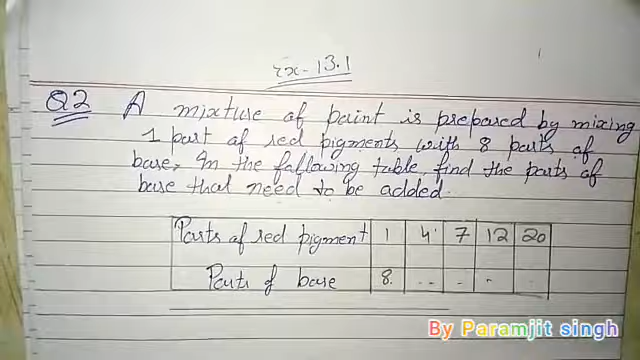 Ex-13.1
Q2 A mixture of paint is prepared by mixing
1 part of red pigments with 8 parts of
base. In the following table, find the parts of
base that need to be added.
Parts of red pigment 1 4 7 12 20
Parts of base 8 .. - - .
By Paramjit singh